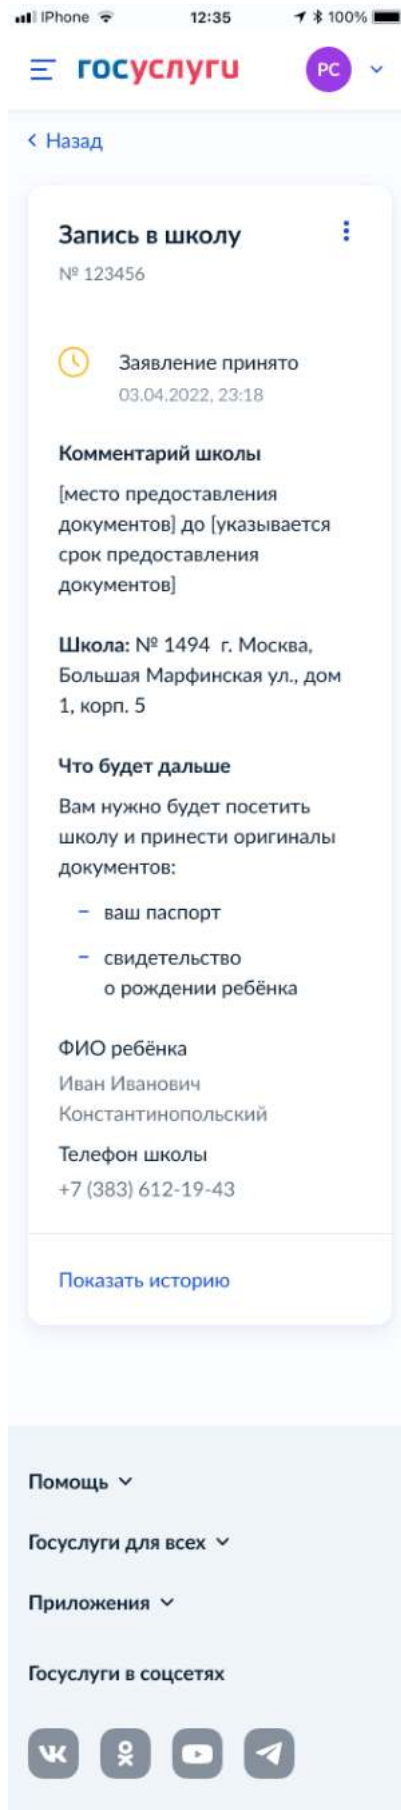 IPhone 12:35 100%
госуслуги РС
Назад
Запись в школу
№ 123456
Заявление принято
03.04.2022, 23:18
Комментарий школы
[место предоставления
документов] до [указывается
срок предоставления
документов]
Школа: № 1494 г. Москва,
Большая Марфинская ул., дом
1, корп. 5
Что будет дальше
Вам нужно будет посетить
школу и принести оригиналы
документов:
– ваш паспорт
– свидетельство
о рождении ребёнка
ФИО ребёнка
Иван Иванович
Константинопольский
Телефон школы
+7 (383) 612-19-43
Показать историю
Помощь
Госуслуги для всех
Приложения
Госуслуги в соцсетях